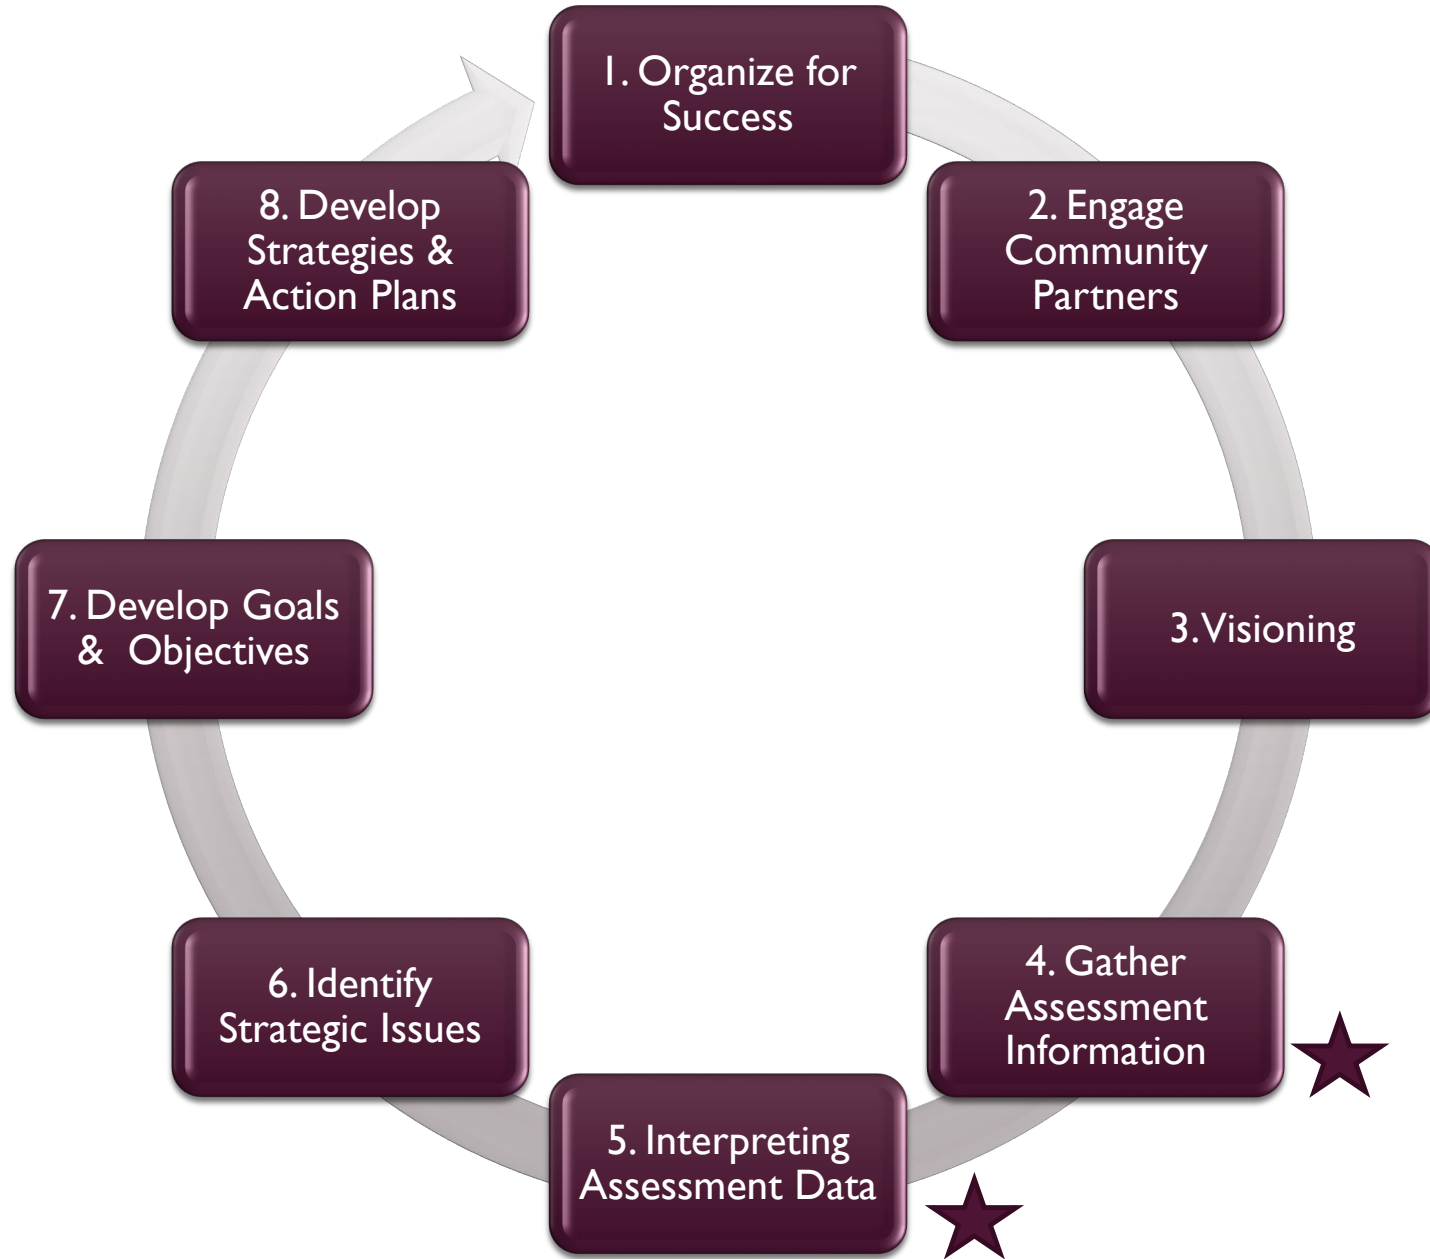 1. Organize for
Success
2. Engage
Community
Partners
3. Visioning
4. Gather
Assessment
Information
5. Interpreting
Assessment Data
6. Identify
Strategic Issues
7. Develop Goals
& Objectives
8. Develop
Strategies &
Action Plans